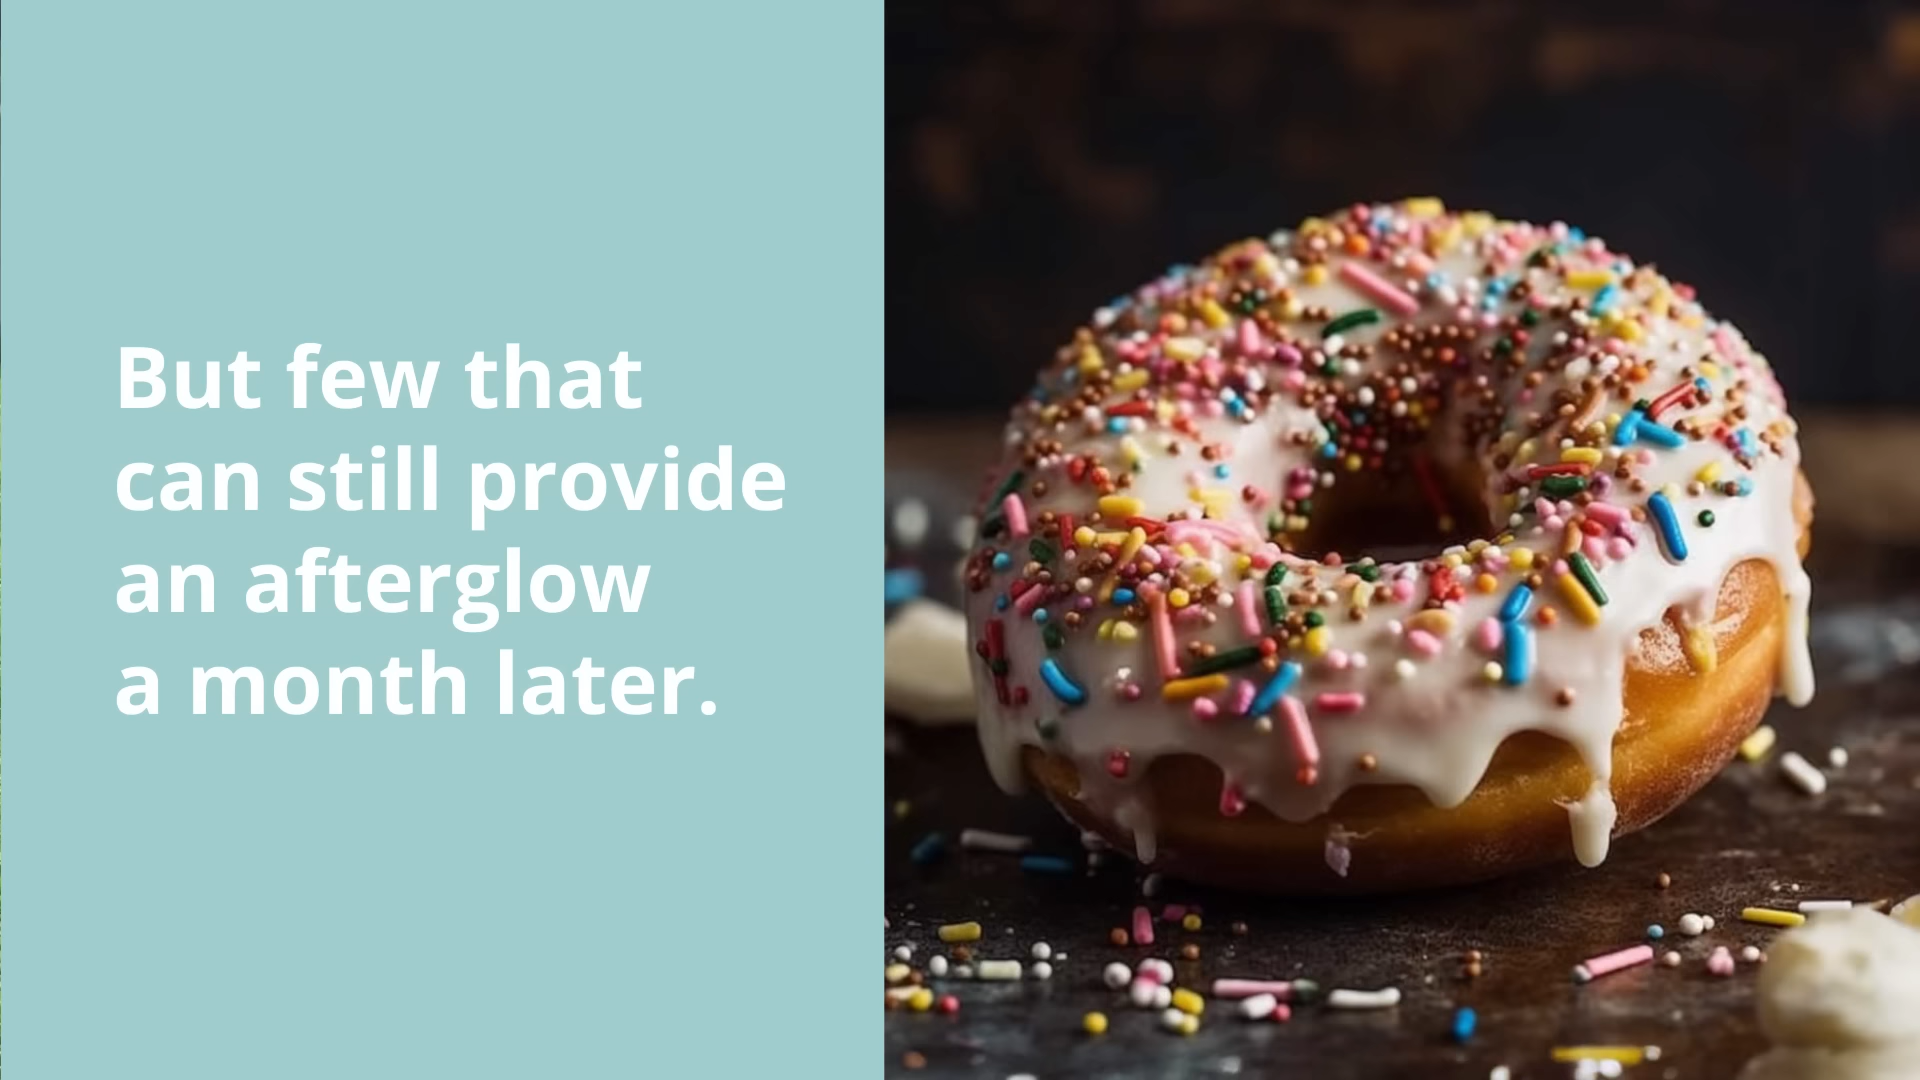 But few that
can still provide
an afterglow
a month later.